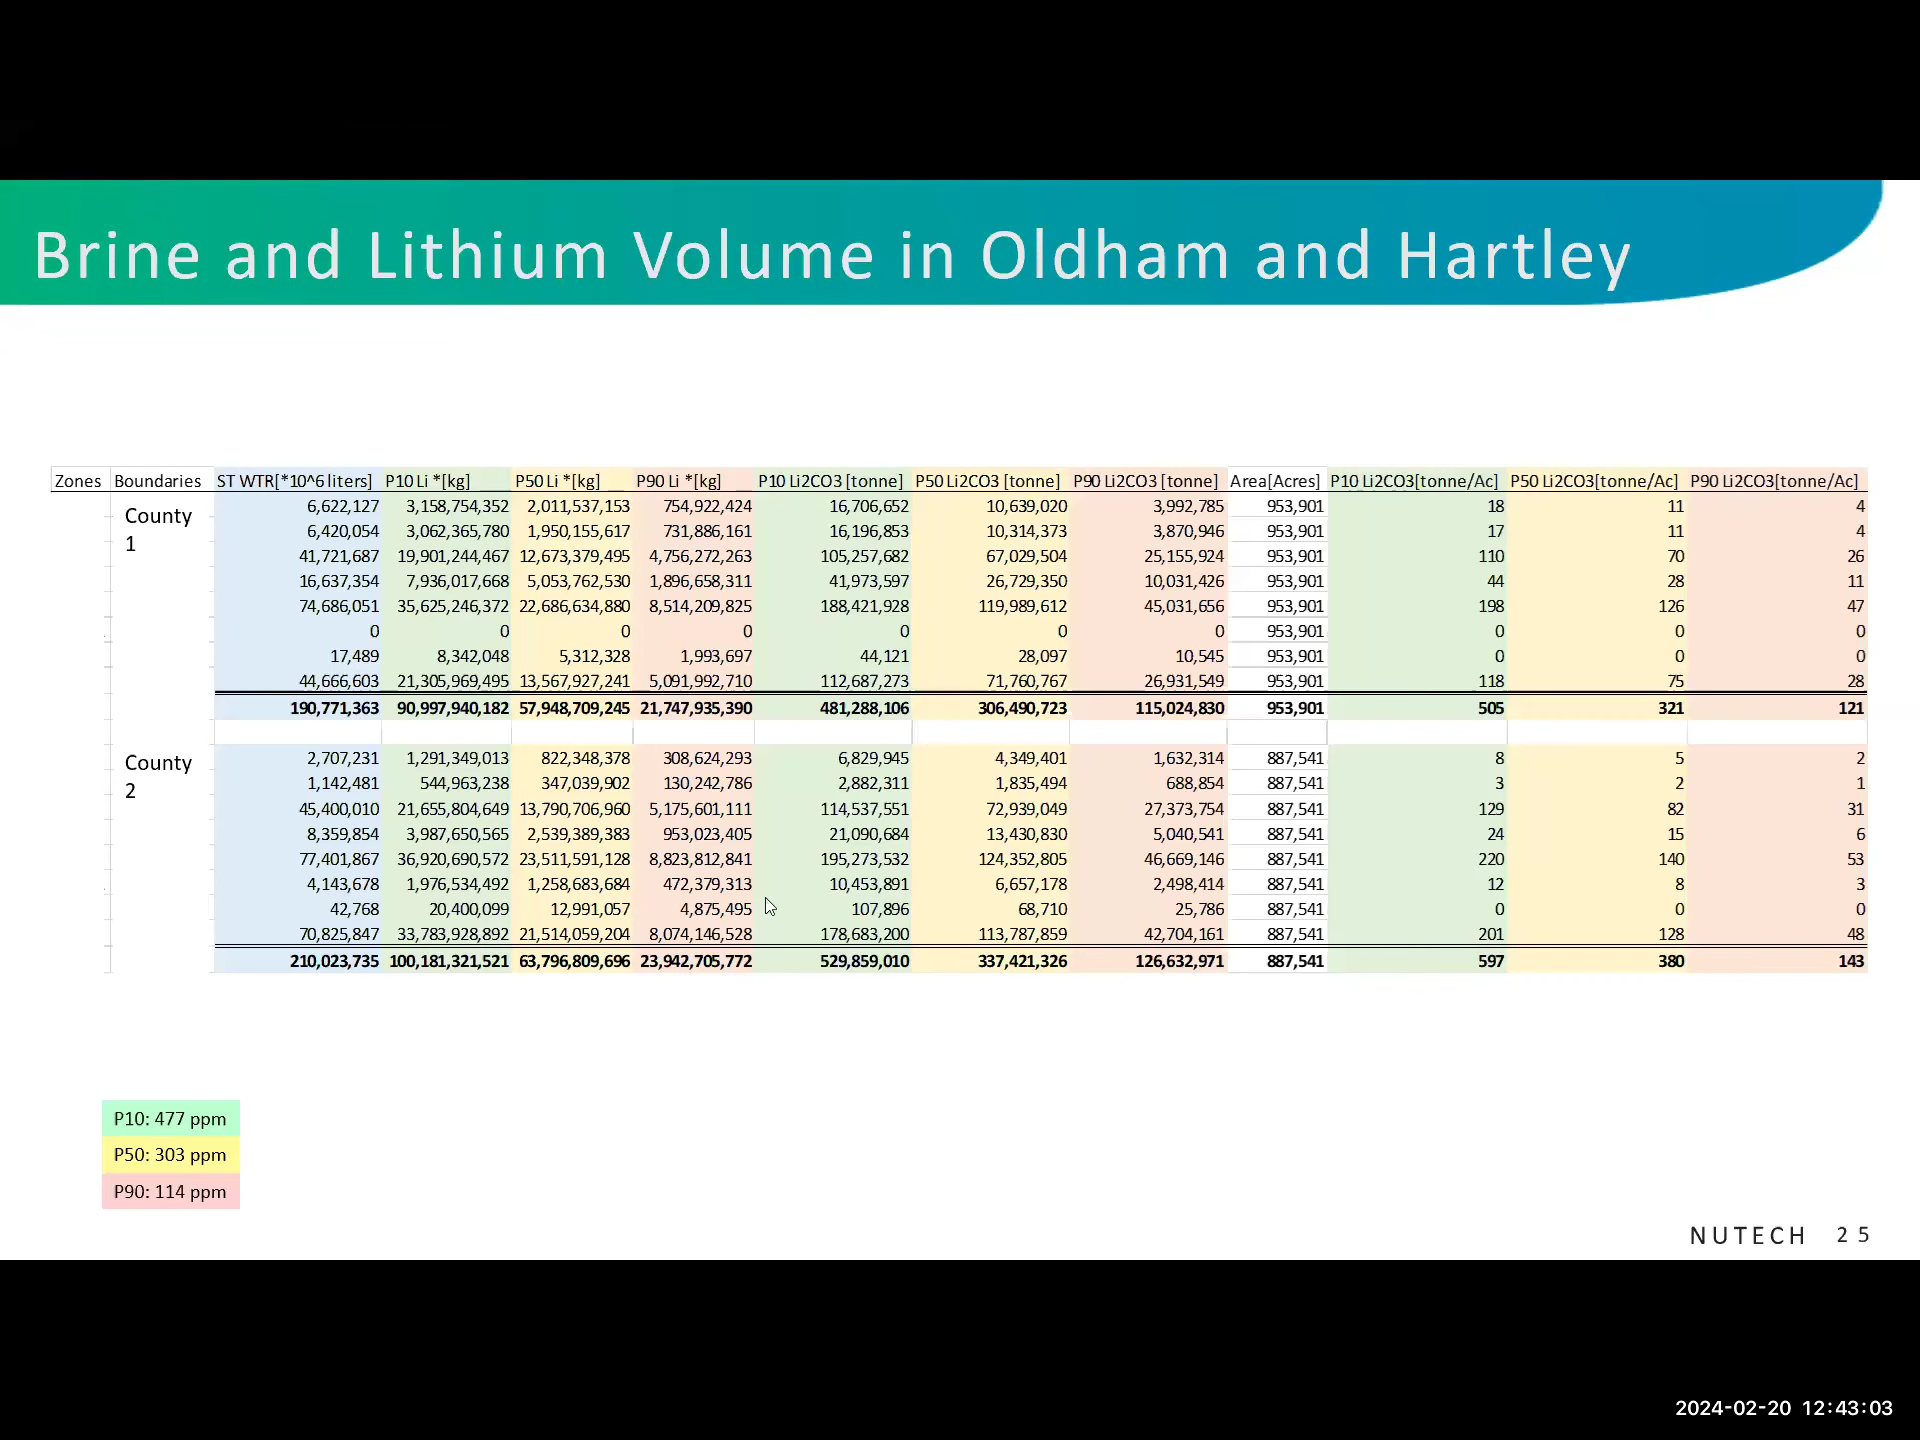 Brine and Lithium Volume in Oldham and Hartley
Zones Boundaries ST WTR[*10^6 liters] P10 Li *[kg] P50 Li *[kg] P90 Li *[kg] P10 Li2CO3 [tonne] P50 Li2CO3 [tonne] P90 Li2CO3 [tonne] Area[Acres] P10 Li2CO3[tonne/Ac] P50 Li2CO3[tonne/Ac] P90 Li2CO3[tonne/Ac]
County 6,622,127 3,158,754,352 2,011,537,153 754,922,424 16,706,652 10,639,020 3,992,785 953,901 18 11 4
1 6,420,054 3,062,365,780 1,950,155,617 731,886,161 16,196,853 10,314,373 3,870,946 953,901 17 11 4
41,721,687 19,901,244,467 12,673,379,495 4,756,272,263 105,257,682 67,029,504 25,155,924 953,901 110 70 26
16,637,354 7,936,017,668 5,053,762,530 1,896,658,311 41,973,597 26,729,350 10,031,426 953,901 44 28 11
74,686,051 35,625,246,372 22,686,634,880 8,514,209,825 188,421,928 119,989,612 45,031,656 953,901 198 126 47
0 0 0 0 0 0 0 953,901 0 0 0
17,489 8,342,048 5,312,328 1,993,697 44,121 28,097 10,545 953,901 0 0 0
44,666,603 21,305,969,495 13,567,927,241 5,091,992,710 112,687,273 71,760,767 26,931,549 953,901 118 75 28
190,771,363 90,997,940,182 57,948,709,245 21,747,935,390 481,288,106 306,490,723 115,024,830 953,901 505 321 121
County 2,707,231 1,291,349,013 822,348,378 308,624,293 6,829,945 4,349,401 1,632,314 887,541 8 5 2
2 1,142,481 544,963,238 347,039,902 130,242,786 2,882,311 1,835,494 688,854 887,541 3 2 1
45,400,010 21,655,804,649 13,790,706,960 5,175,601,111 114,537,551 72,939,049 27,373,754 887,541 129 82 31
8,359,854 3,987,650,565 2,539,389,383 953,023,405 21,090,684 13,430,830 5,040,541 887,541 24 15 6
77,401,867 36,920,690,572 23,511,591,128 8,823,812,841 195,273,532 124,352,805 46,669,146 887,541 220 140 53
4,143,678 1,976,534,492 1,258,683,684 472,379,313 10,453,891 6,657,178 2,498,414 887,541 12 8 3
42,768 20,400,099 12,991,057 4,875,495 107,896 68,710 25,786 887,541 0 0 0
70,825,847 33,783,928,892 21,514,059,204 8,074,146,528 178,683,200 113,787,859 42,704,161 887,541 201 128 48
210,023,735 100,181,321,521 63,796,809,696 23,942,705,772 529,859,010 337,421,326 126,632,971 887,541 597 380 143
P10: 477 ppm
P50: 303 ppm
P90: 114 ppm
NUTECH 25
2024-02-20 12:43:03